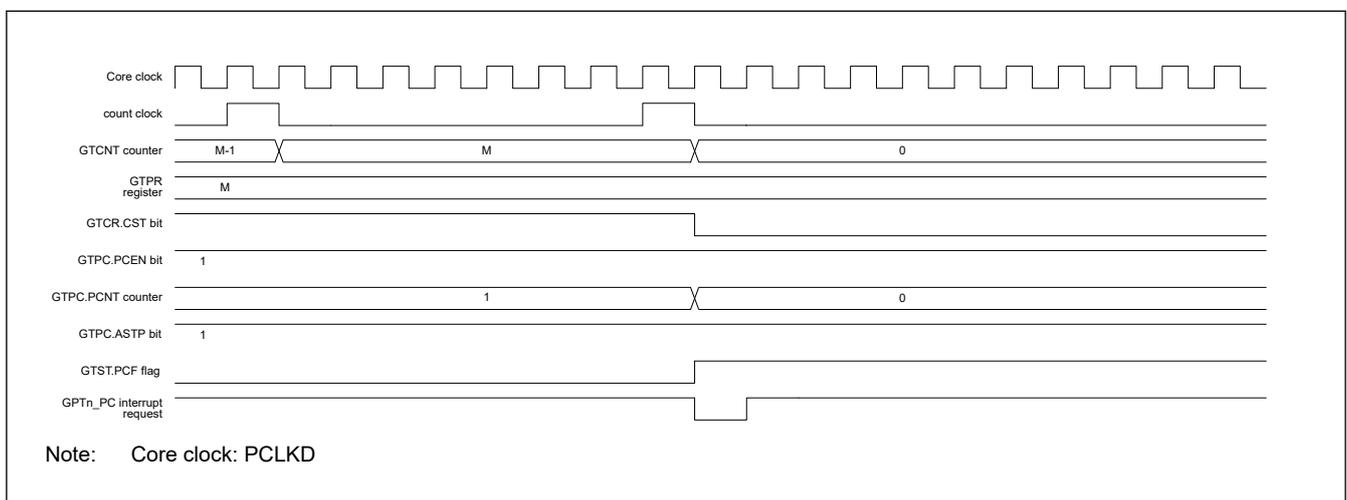 Core clock
count clock
GTCNT counter M-1 M 0
GTPR
register M
GTCR.CST bit
GTPC.PCEN bit 1
GTPC.PCNT counter 1 0
GTPC.ASTP bit 1
GTST.PCF flag
GPTn_PC interrupt
request
Note: Core clock: PCLKD